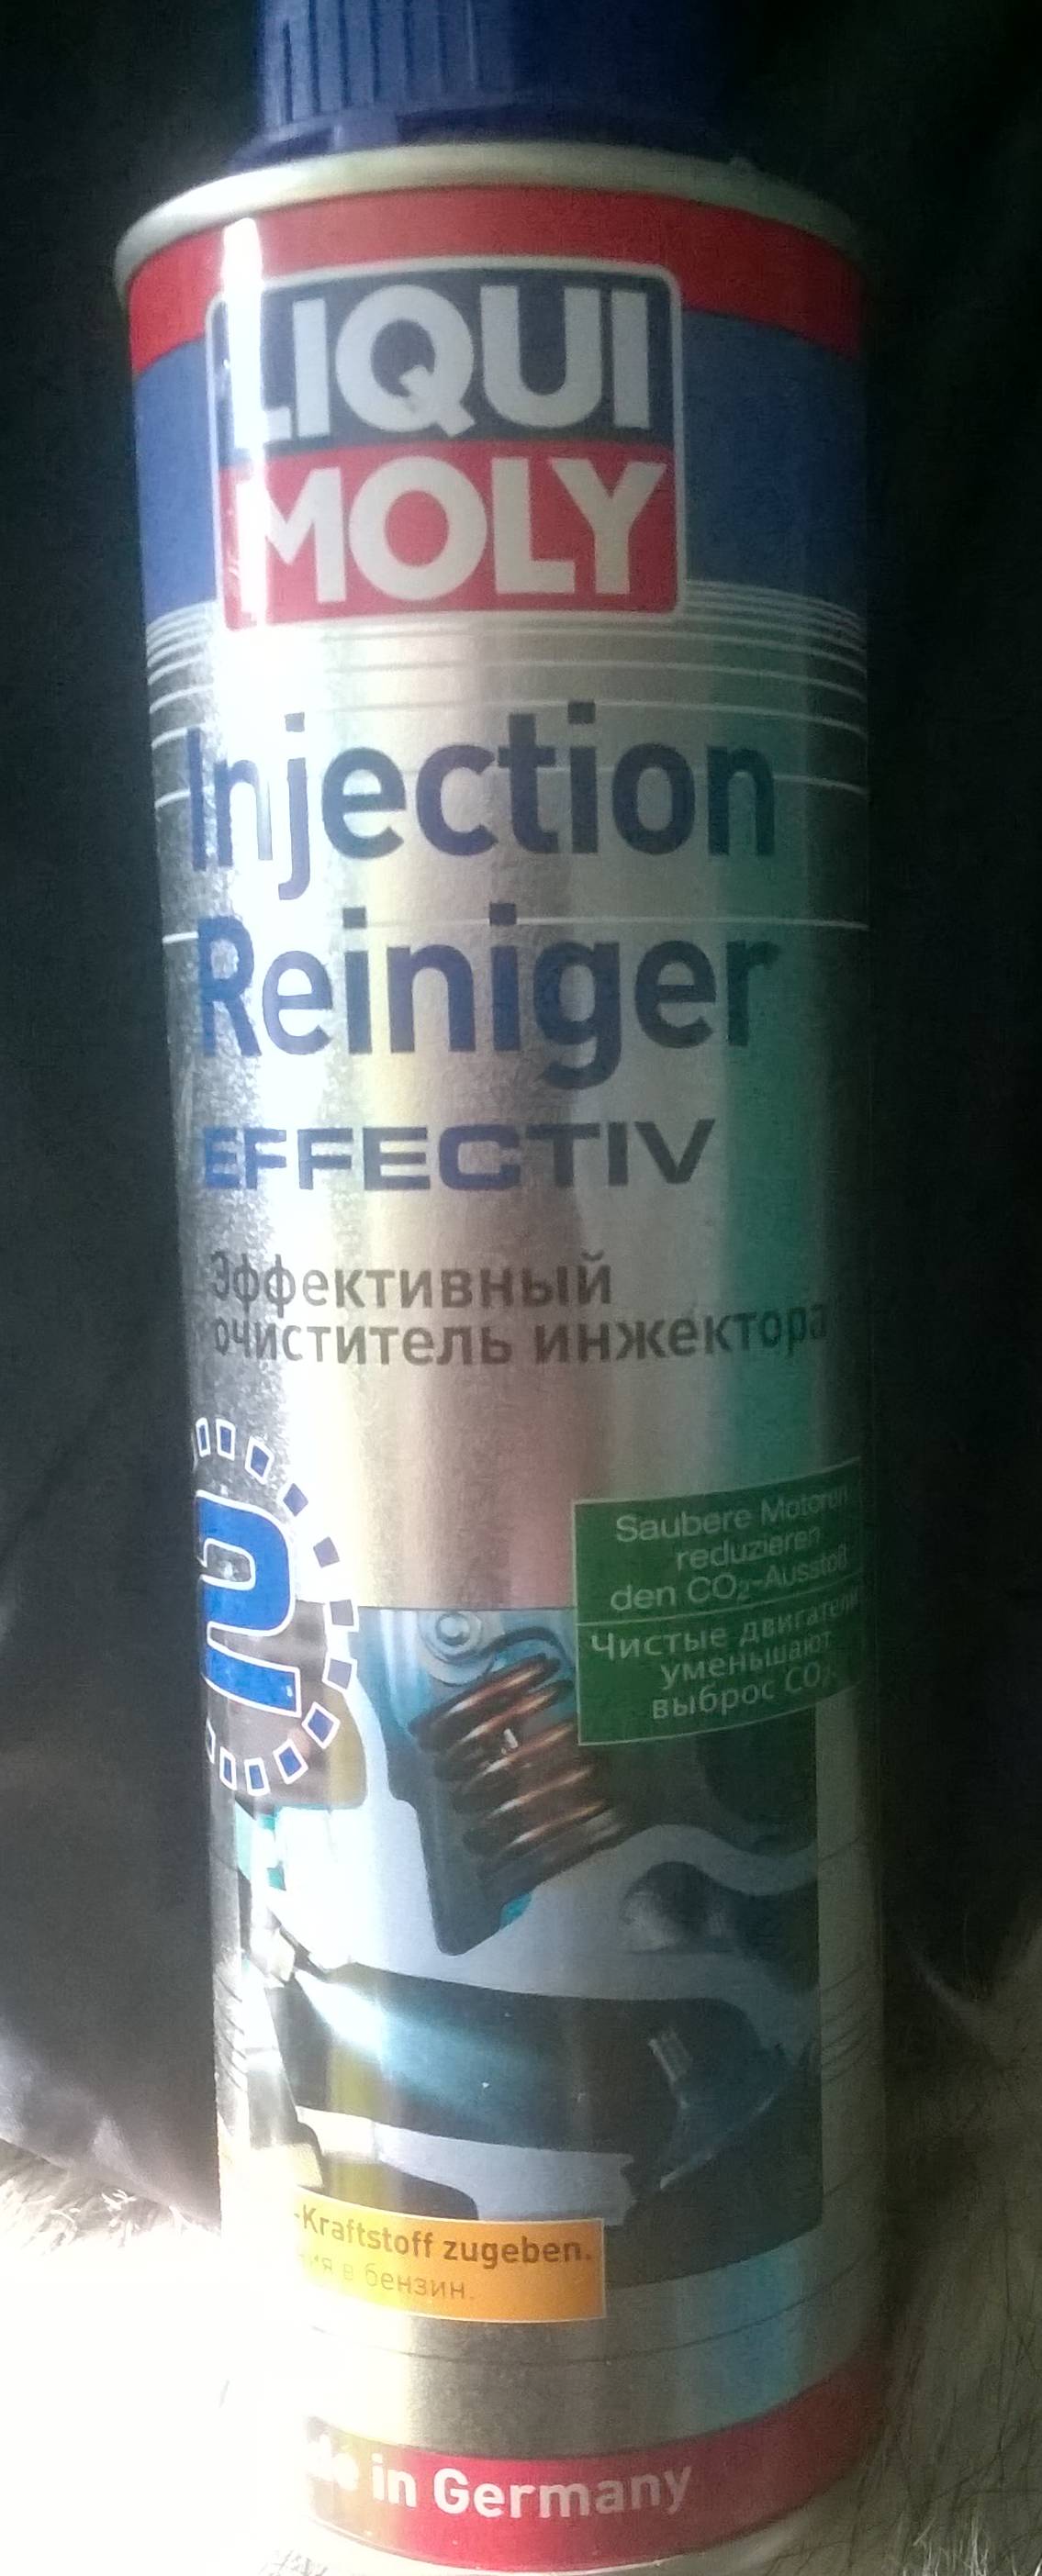 LIQUI
MOLY
Injection
Reiniger
EFFECTIV
Эффективный
очиститель инжектора
2
Saubere Motoren
reduzieren
den CO₂-Ausstoß
Чистые двигатели
уменьшают
выброс CO₂
-Kraftstoff zugeben.
в бензин.
in Germany